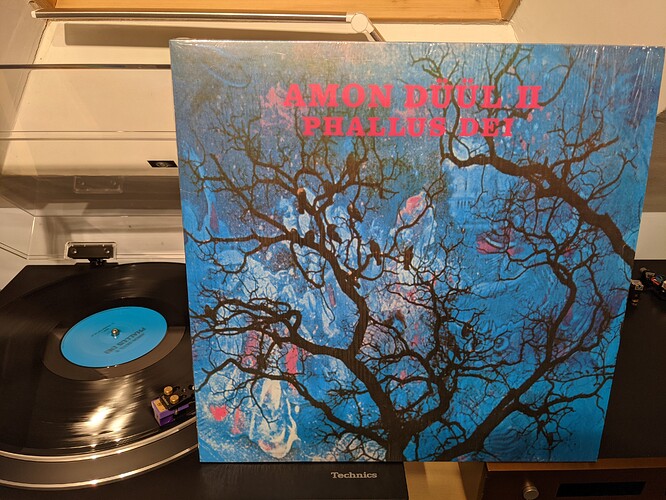 AMON DÜÜL II
PHALLUS DEI
Technics